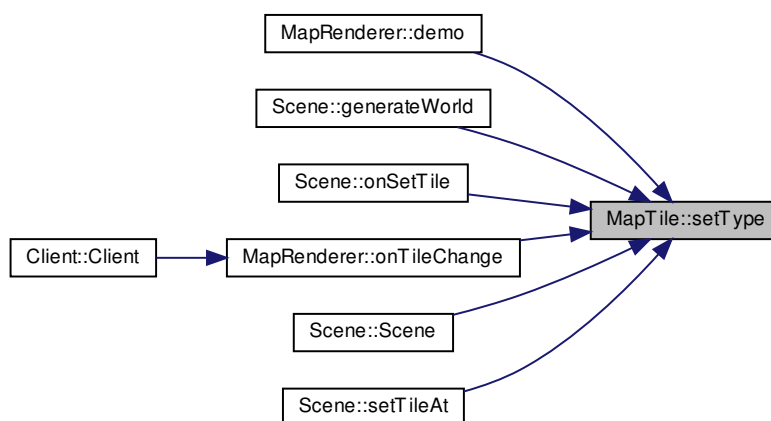 MapRenderer::demo
Scene::generateWorld
Scene::onSetTile
MapTile::setType
Client::Client
MapRenderer::onTileChange
Scene::Scene
Scene::setTileAt